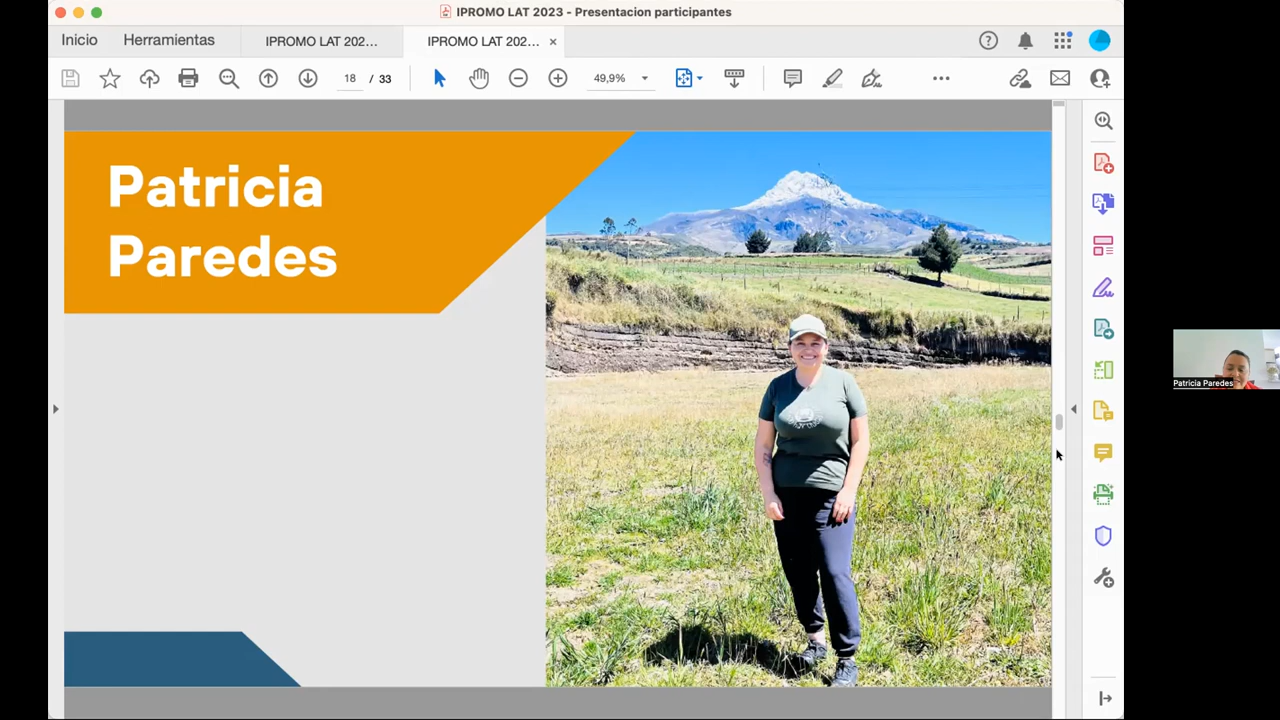 IPROMO LAT 2023 - Presentacion participantes
Inicio
Herramientas
IPROMO LAT 202...
IPROMO LAT 202...
18 / 33
49,9%
Patricia
Paredes
Patricia Paredes